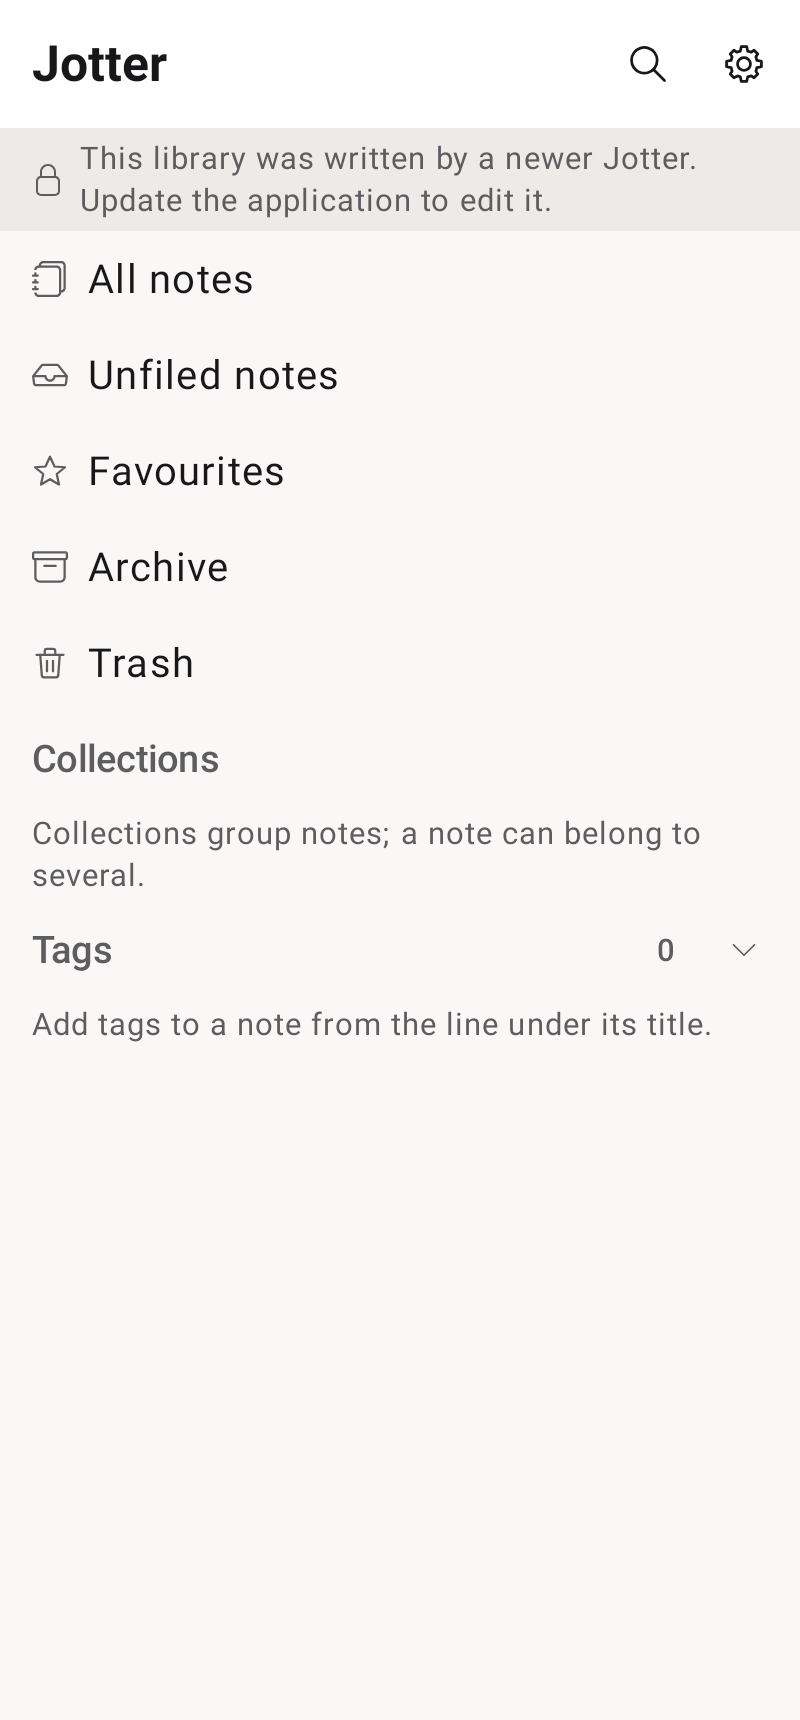 Jotter
This library was written by a newer Jotter.
Update the application to edit it.
All notes
Unfiled notes
Favourites
Archive
Trash
Collections
Collections group notes; a note can belong to
several.
Tags 0
Add tags to a note from the line under its title.